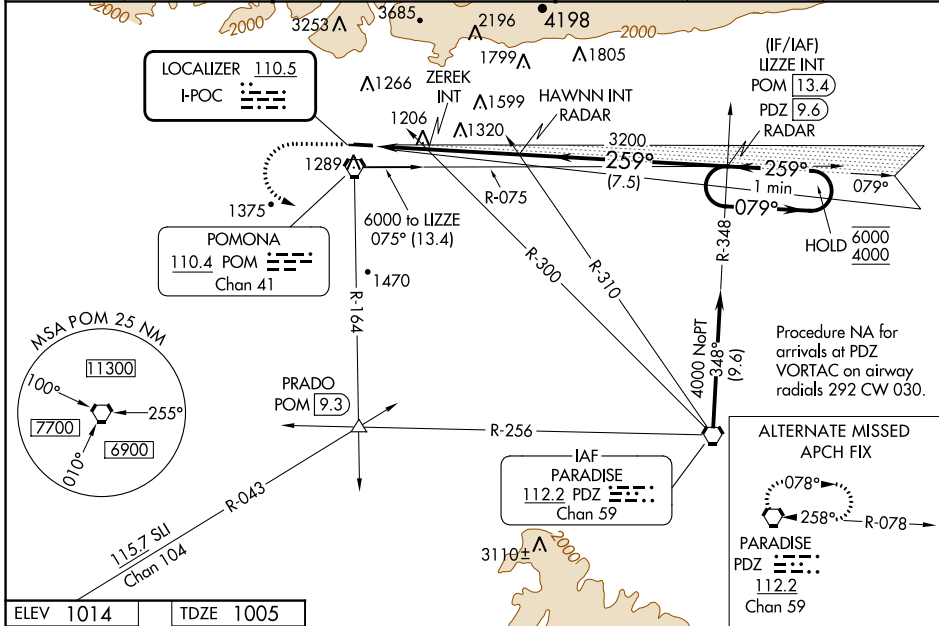 2000
2000
3253
3685
2196
4198
2000
1799
1805
LOCALIZER 110.5
I-POC
1266
ZEREK
INT
1599
HAWNN INT
RADAR
(IF/IAF)
LIZZE INT
POM 13.4
PDZ 9.6
RADAR
1206
1320
3200
1289
259°
(7.5)
259°
1 min
079°
079°
R-075
6000 to LIZZE
075° (13.4)
HOLD 6000
4000
1375
POMONA
110.4 POM
Chan 41
1470
R-164
R-300
R-310
R-348
4000 NoPT
348°
(9.6)
Procedure NA for
arrivals at PDZ
VORTAC on airway
radials 292 CW 030.
MSA POM 25 NM
11300
100°
255°
7700
6900
010°
PRADO
POM 9.3
R-256
IAF
PARADISE
112.2 PDZ
Chan 59
R-043
115.7 SLI
Chan 104
3110±
2000
ALTERNATE MISSED
APCH FIX
078°
258°
R-078
PARADISE
PDZ
112.2
Chan 59
ELEV 1014
TDZE 1005